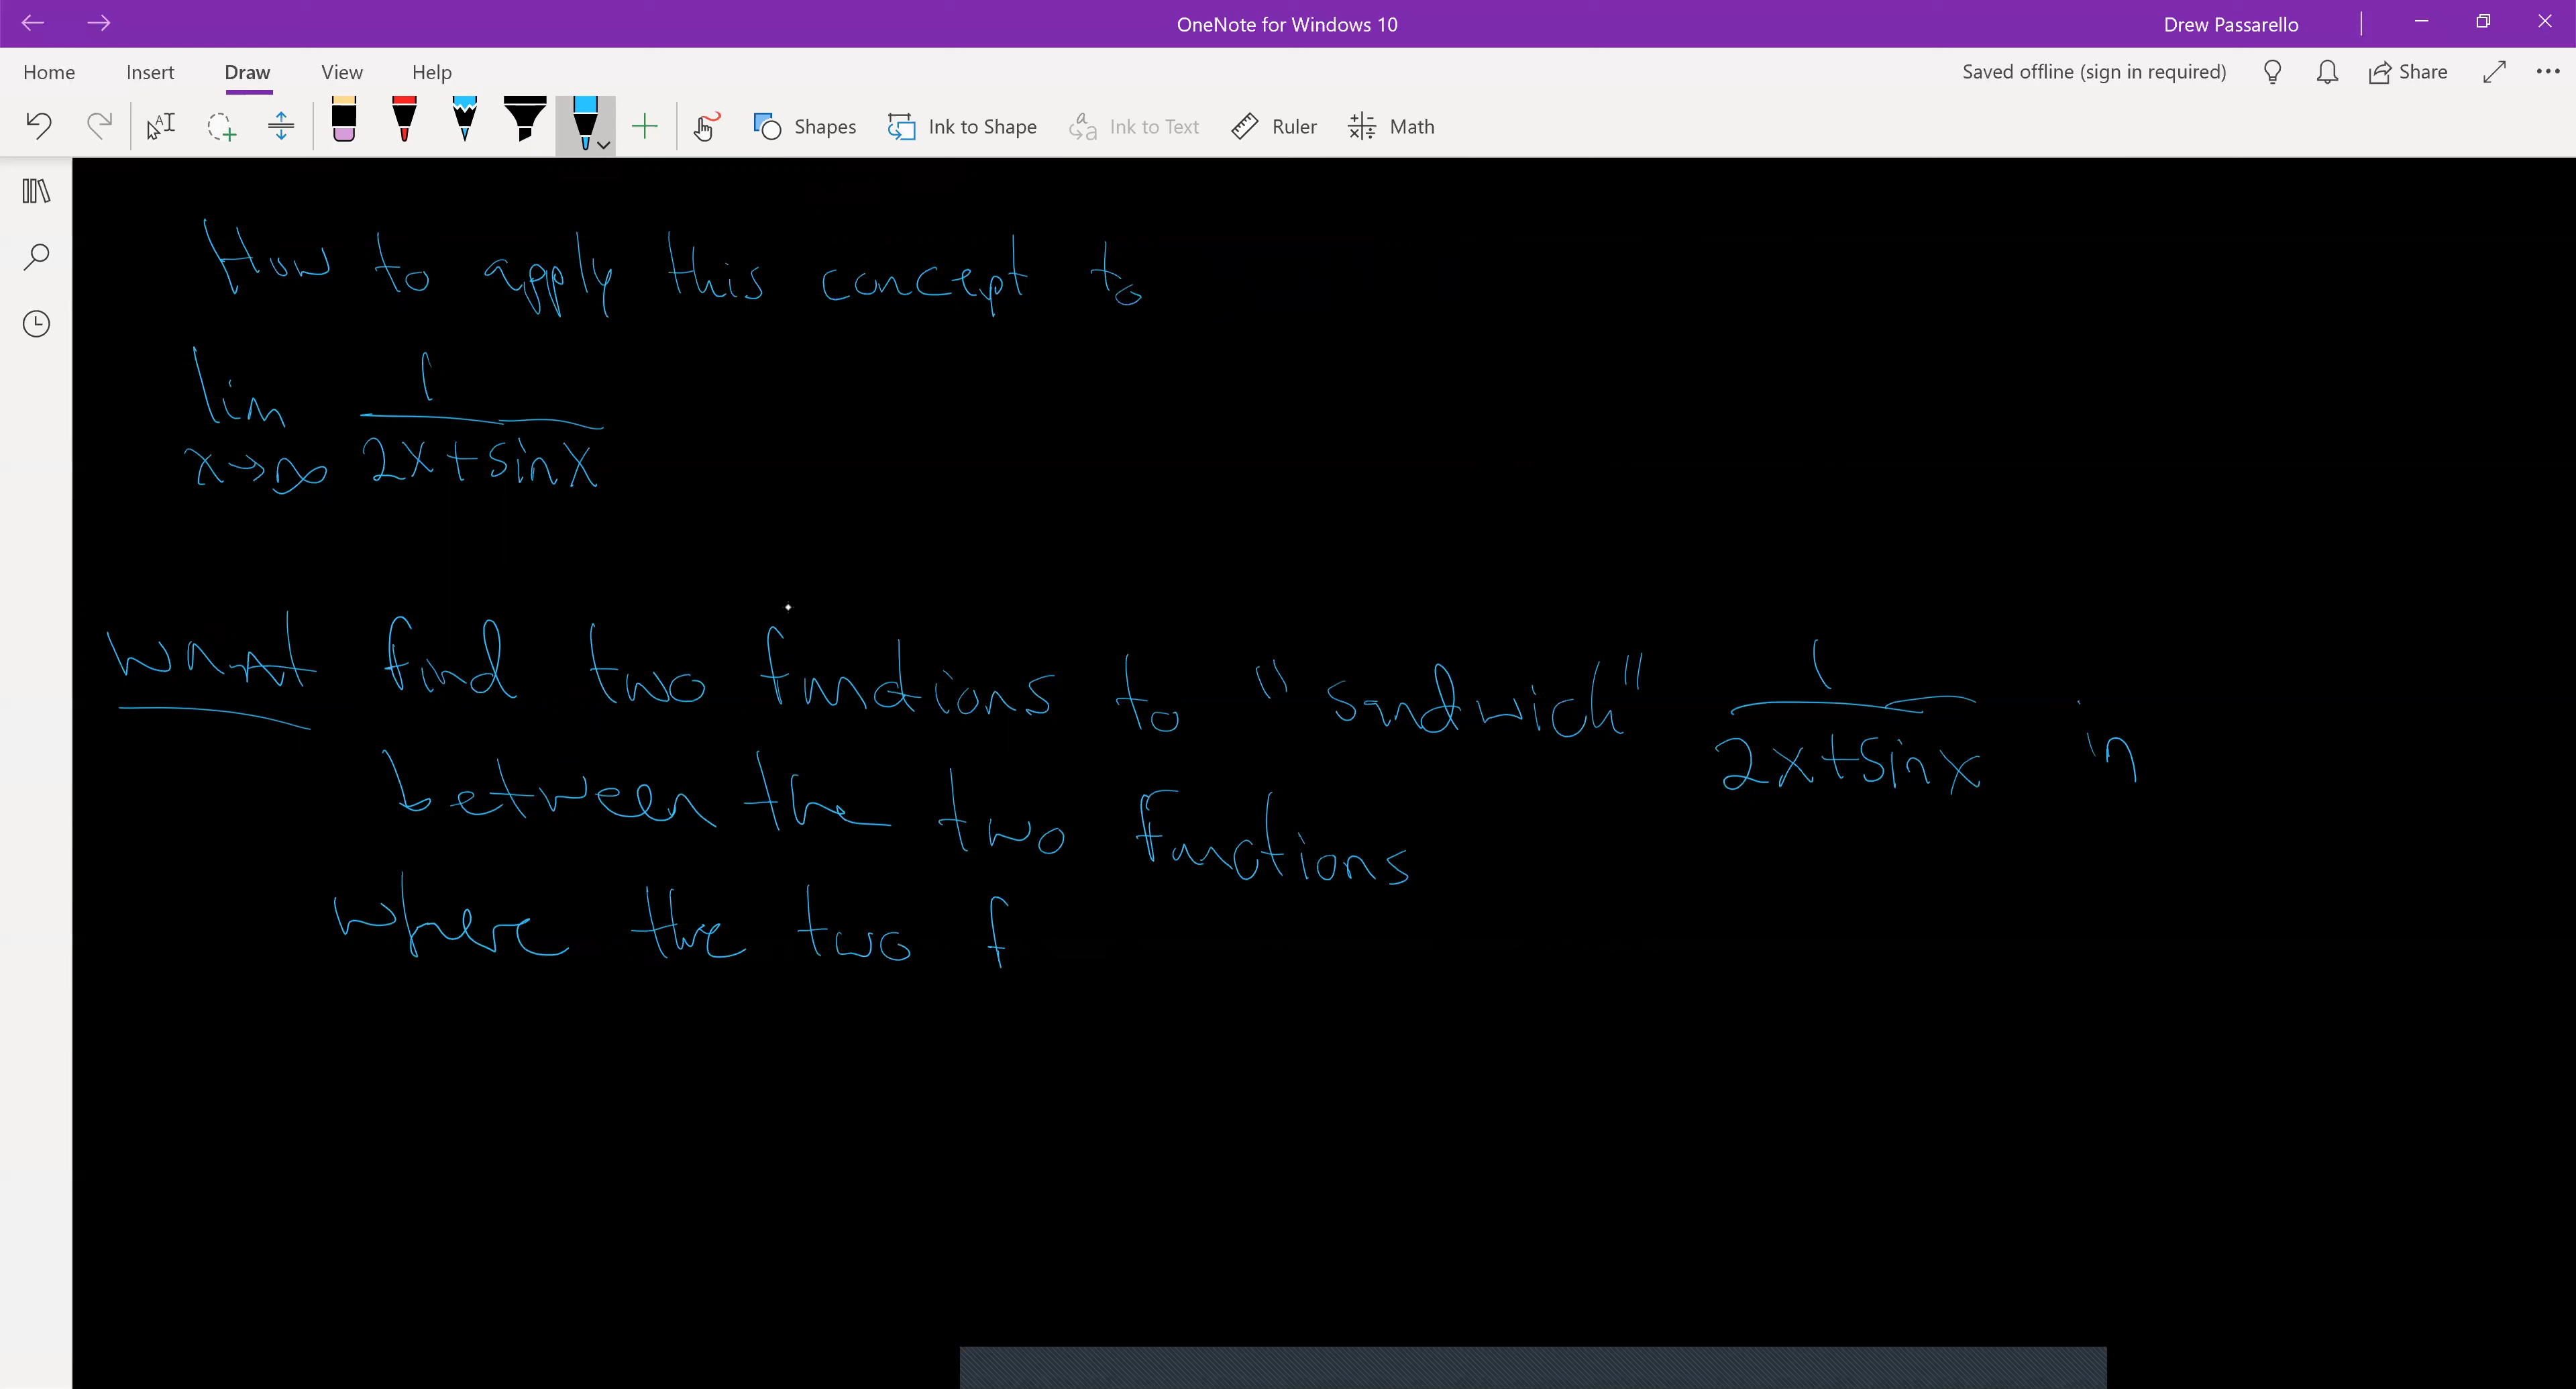 OneNote for Windows 10
Drew Passarello
Home Insert Draw View Help
Saved offline (sign in required) Share
Shapes Ink to Shape Ink to Text Ruler Math
How to apply this concept to
lim 1
x→∞ 2x+sinx
WANT find two functions to "sandwich" 1/(2x+sinx) in
between the two functions
where the two f